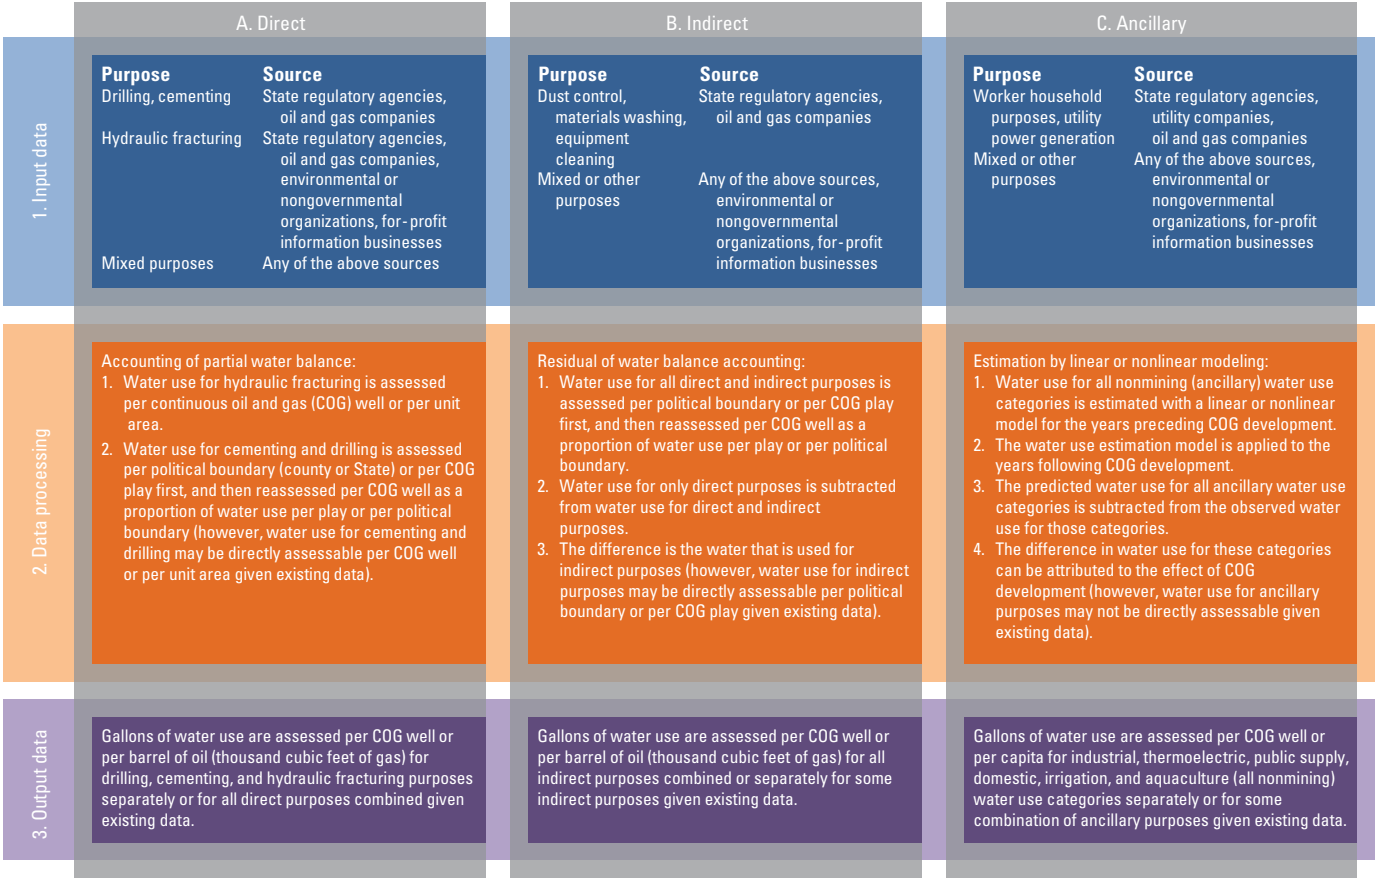 A. Direct
B. Indirect
C. Ancillary
1. Input data
Purpose Source
Drilling, cementing State regulatory agencies,
oil and gas companies
Hydraulic fracturing State regulatory agencies,
oil and gas companies,
environmental or
nongovernmental
organizations, for-profit
information businesses
Mixed purposes Any of the above sources
Purpose Source
Dust control, State regulatory agencies,
materials washing, oil and gas companies
equipment
cleaning
Mixed or other Any of the above sources,
purposes environmental or
nongovernmental
organizations, for-profit
information businesses
Purpose Source
Worker household State regulatory agencies,
purposes, utility utility companies,
power generation oil and gas companies
Mixed or other Any of the above sources,
purposes environmental or
nongovernmental
organizations, for-profit
information businesses
2. Data processing
Accounting of partial water balance:
1. Water use for hydraulic fracturing is assessed
per continuous oil and gas (COG) well or per unit
area.
2. Water use for cementing and drilling is assessed
per political boundary (county or State) or per COG
play first, and then reassessed per COG well as a
proportion of water use per play or per political
boundary (however, water use for cementing and
drilling may be directly assessable per COG well
or per unit area given existing data).
Residual of water balance accounting:
1. Water use for all direct and indirect purposes is
assessed per political boundary or per COG play
first, and then reassessed per COG well as a
proportion of water use per play or per political
boundary.
2. Water use for only direct purposes is subtracted
from water use for direct and indirect
purposes.
3. The difference is the water that is used for
indirect purposes (however, water use for indirect
purposes may be directly assessable per political
boundary or per COG play given existing data).
Estimation by linear or nonlinear modeling:
1. Water use for all nonmining (ancillary) water use
categories is estimated with a linear or nonlinear
model for the years preceding COG development.
2. The water use estimation model is applied to the
years following COG development.
3. The predicted water use for all ancillary water use
categories is subtracted from the observed water
use for those categories.
4. The difference in water use for these categories
can be attributed to the effect of COG
development (however, water use for ancillary
purposes may not be directly assessable given
existing data).
3. Output data
Gallons of water use are assessed per COG well or
per barrel of oil (thousand cubic feet of gas) for
drilling, cementing, and hydraulic fracturing purposes
separately or for all direct purposes combined given
existing data.
Gallons of water use are assessed per COG well or
per barrel of oil (thousand cubic feet of gas) for all
indirect purposes combined or separately for some
indirect purposes given existing data.
Gallons of water use are assessed per COG well or
per capita for industrial, thermoelectric, public supply,
domestic, irrigation, and aquaculture (all nonmining)
water use categories separately or for some
combination of ancillary purposes given existing data.